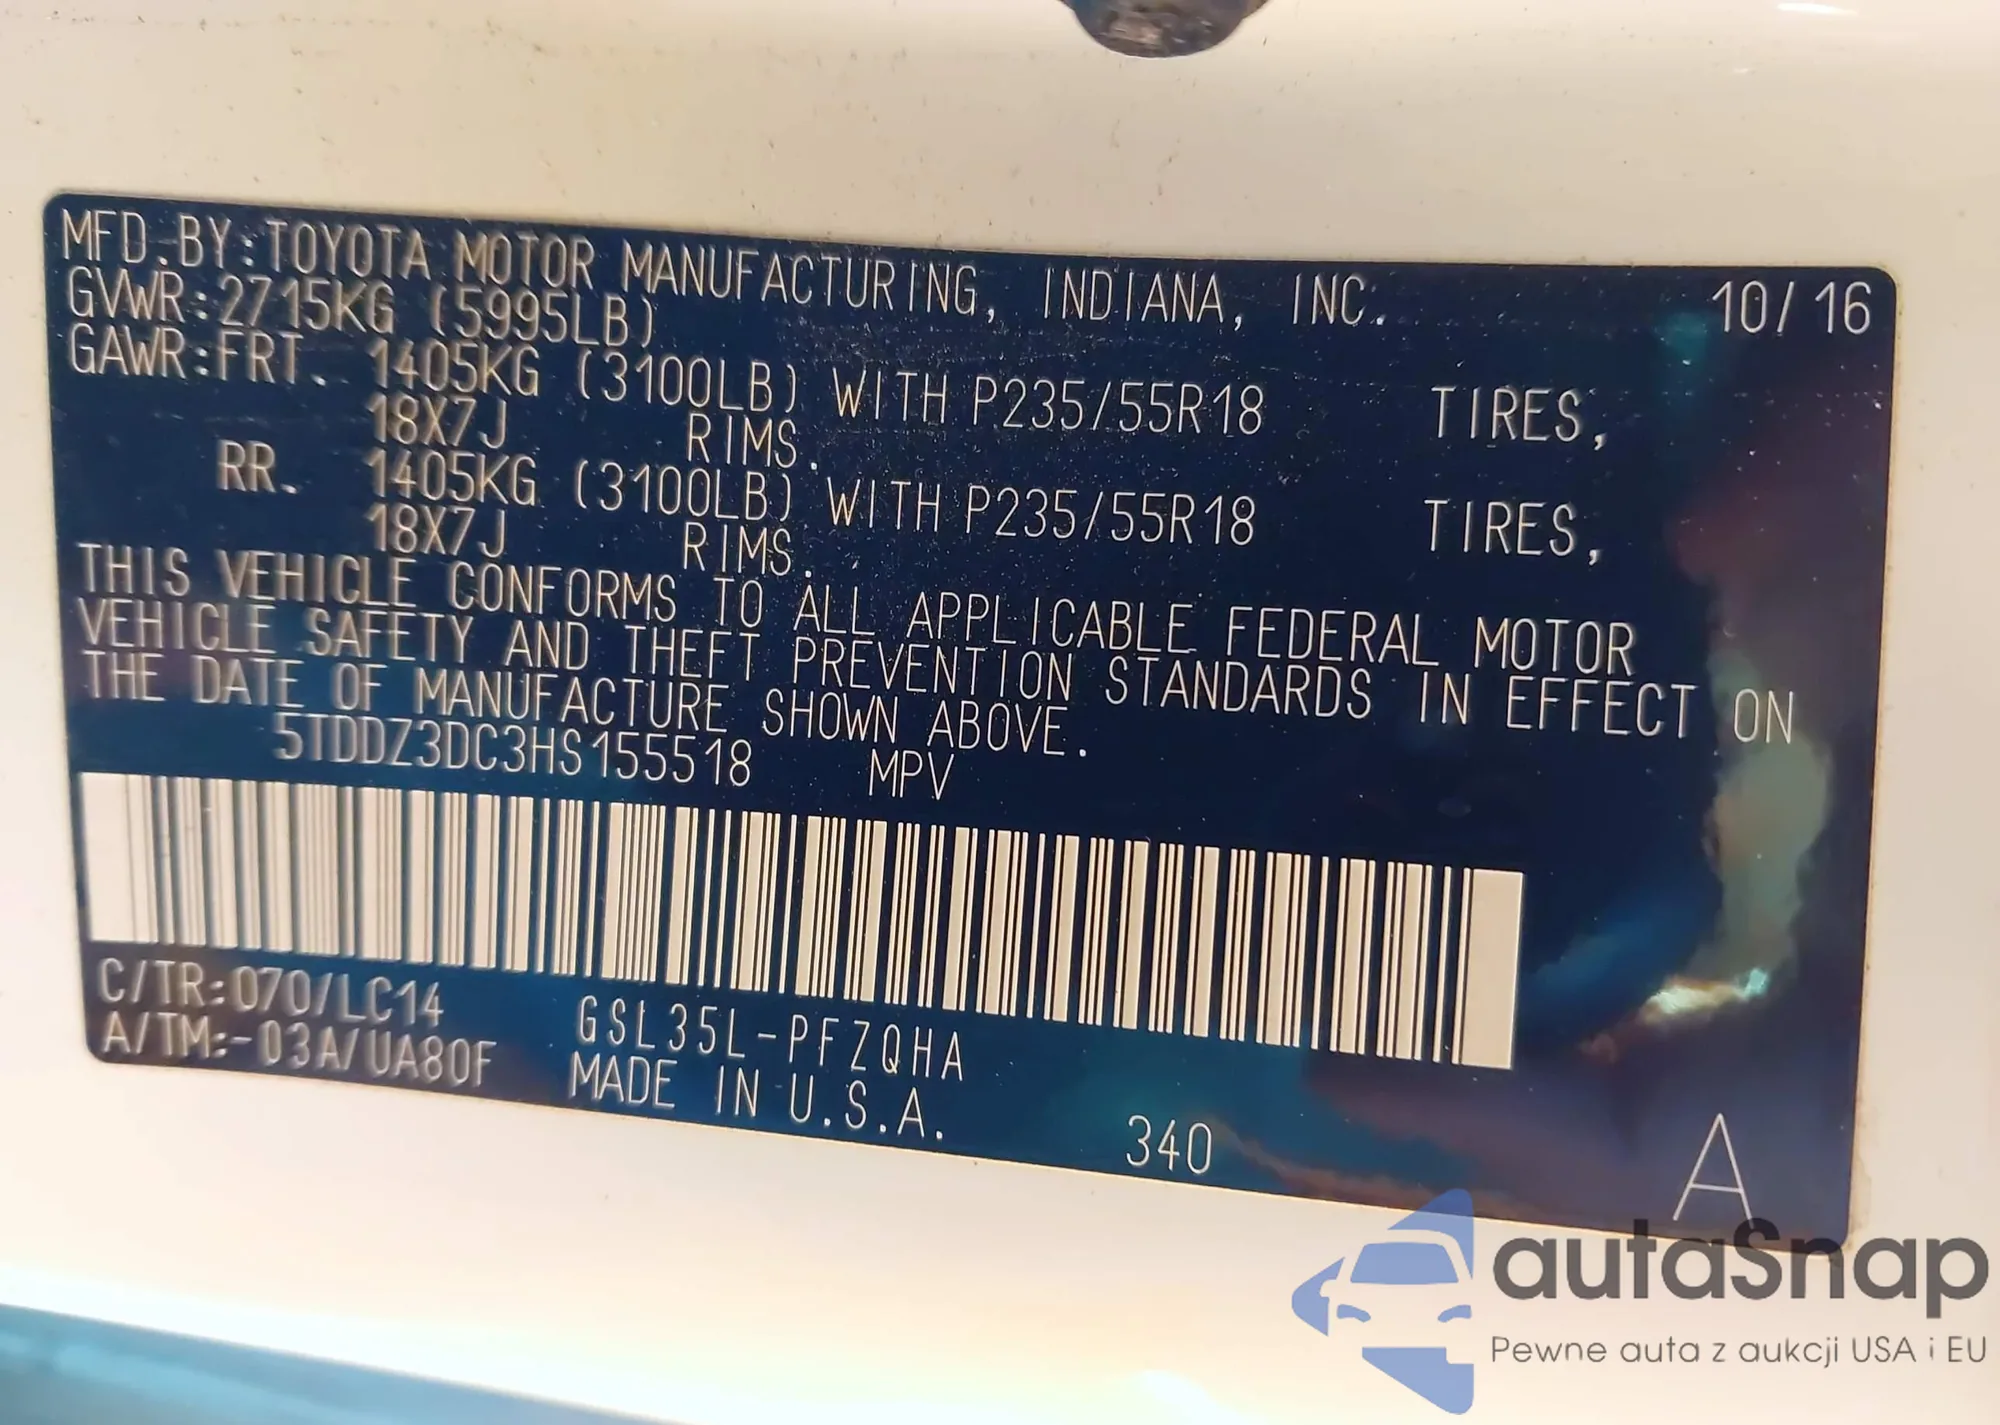 MFD.BY:TOYOTA MOTOR MANUFACTURING, INDIANA, INC. 10/16
GVWR:2715KG (5995LB)
GAWR:FRT. 1405KG (3100LB) WITH P235/55R18 TIRES,
18X7J RIMS.
RR. 1405KG (3100LB) WITH P235/55R18 TIRES,
18X7J RIMS.
THIS VEHICLE CONFORMS TO ALL APPLICABLE FEDERAL MOTOR
VEHICLE SAFETY AND THEFT PREVENTION STANDARDS IN EFFECT ON
THE DATE OF MANUFACTURE SHOWN ABOVE.
5TDDZ3DC3HS155518 MPV
C/TR:070/LC14 GSL35L-PFZQHA
A/TM:-03A/UA80F MADE IN U.S.A. 340 A
autaSnap
Pewne auta z aukcji USA i EU